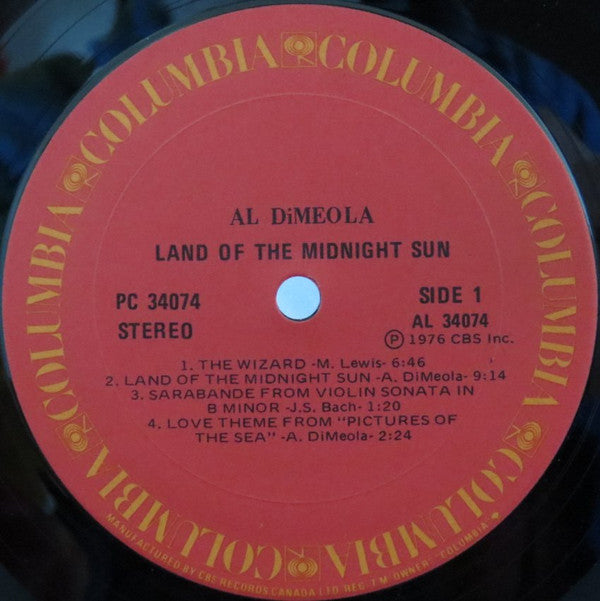 COLUMBIA COLUMBIA COLUMBIA COLUMBIA COLUMBIA COLUMBIA COLUMBIA
AL DiMEOLA
LAND OF THE MIDNIGHT SUN
PC 34074
STEREO
SIDE 1
AL 34074
Ⓟ 1976 CBS Inc.
1. THE WIZARD -M. Lewis- 6:46
2. LAND OF THE MIDNIGHT SUN -A. DiMeola- 9:14
3. SARABANDE FROM VIOLIN SONATA IN
B MINOR -J.S. Bach- 1:20
4. LOVE THEME FROM "PICTURES OF
THE SEA" -A. DiMeola- 2:24
MANUFACTURED BY CBS RECORDS CANADA LTD. REG. T.M. OWNER - "COLUMBIA"